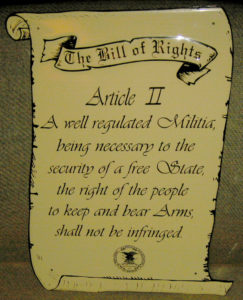 The Bill of Rights
Article II
A well regulated Militia,
being necessary to the
security of a free State,
the right of the people
to keep and bear Arms,
shall not be infringed.